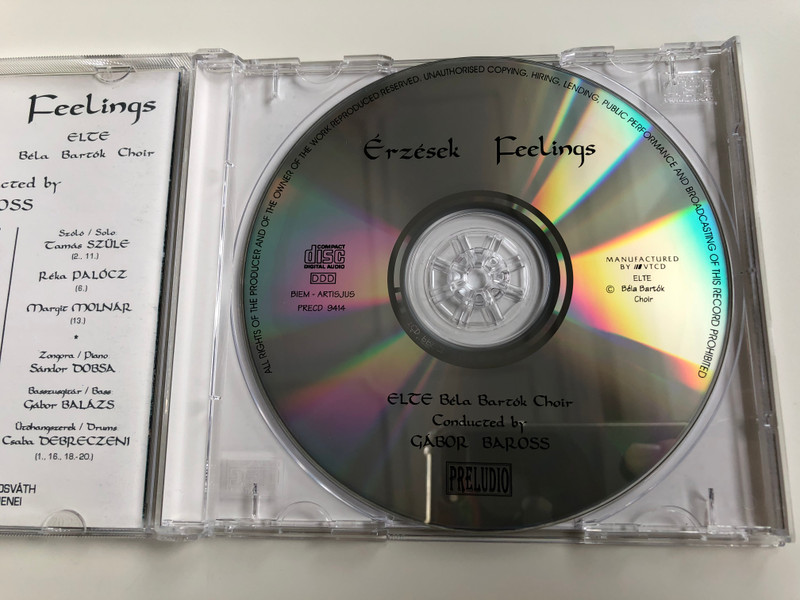 Feelings
ELTE
Béla Bartók Choir
Szóló / Solo
Tamás SZÜLE
(2., 11.)
Réka PALÓCZ
(6.)
Margit MOLNÁR
(13.)
*
Zongora / Piano
Sándor DOBSA
Basszusgitár / Bass
Gábor BALÁZS
Ütőhangszerek / Drums
Csaba DEBRECZENI
(1., 16., 18.-20.)
ALL RIGHTS OF THE PRODUCER AND OF THE OWNER OF THE WORK REPRODUCED RESERVED. UNAUTHORISED COPYING, HIRING, LENDING, PUBLIC PERFORMANCE AND BROADCASTING OF THIS RECORD PROHIBITED
Érzések Feelings
COMPACT
disc
DIGITAL AUDIO
DDD
BIEM - ARTISJUS
PRECD 9414
MANUFACTURED
BY VTCD
ELTE
© Béla Bartók
Choir
ELTE Béla Bartók Choir
Conducted by
GÁBOR BAROSS
PRELUDIO